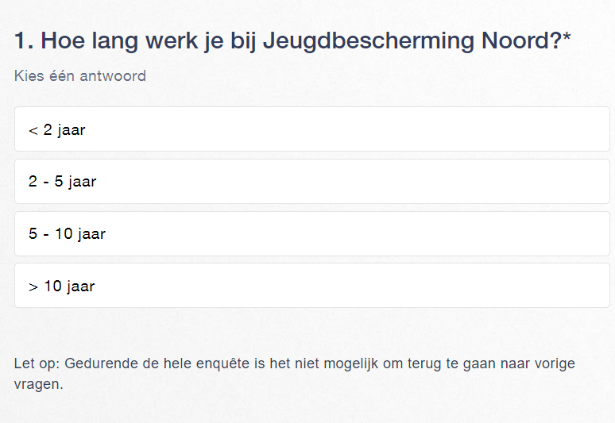 1. Hoe lang werk je bij Jeugdbescherming Noord?*
Kies één antwoord
< 2 jaar
2 - 5 jaar
5 - 10 jaar
> 10 jaar
Let op: Gedurende de hele enquête is het niet mogelijk om terug te gaan naar vorige
vragen.